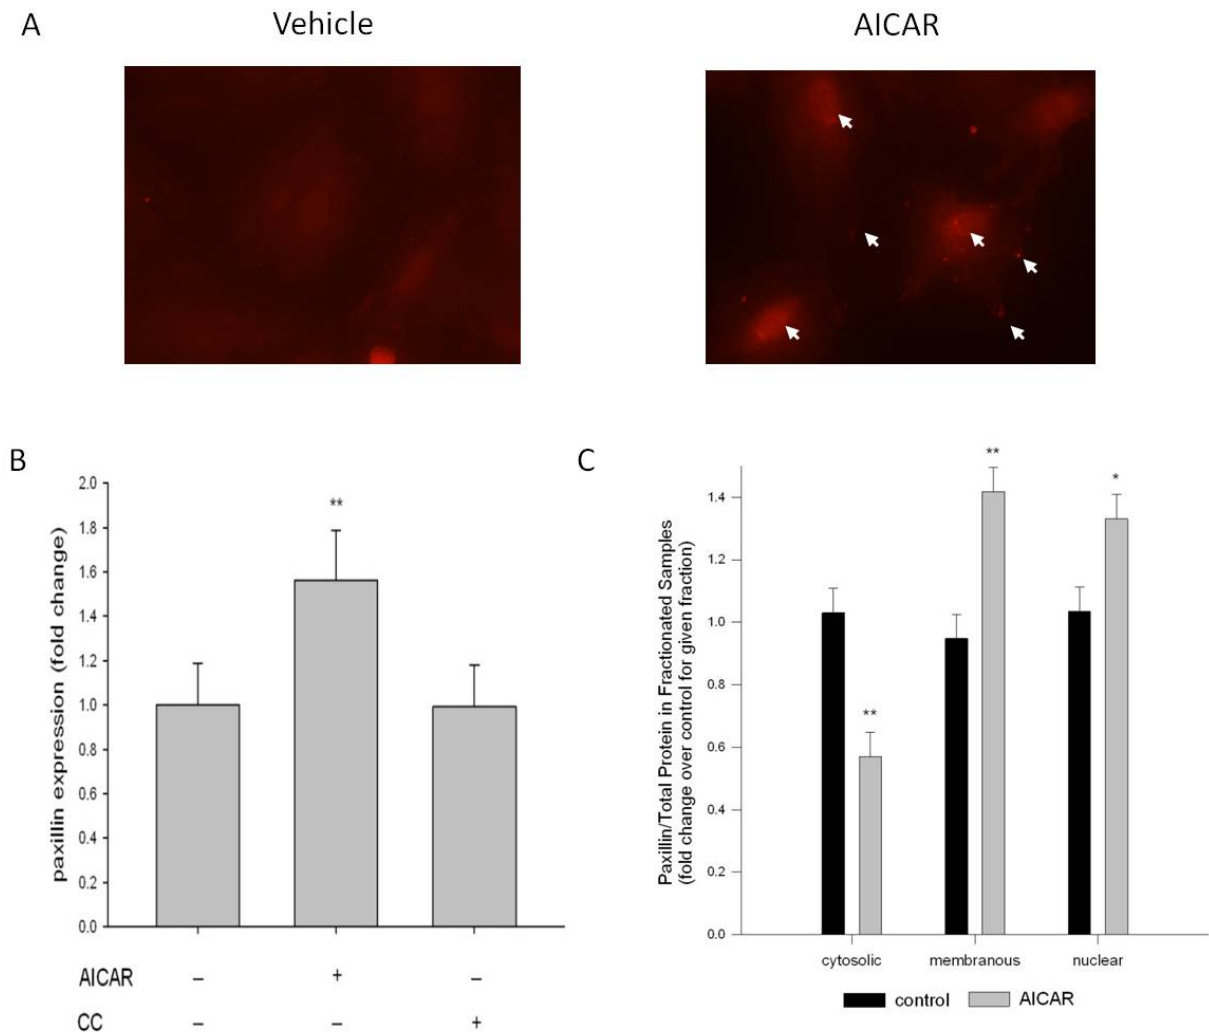 A
Vehicle
AICAR
B
paxillin expression (fold change)
2.0
1.8
1.6
1.4
1.2
1.0
0.8
0.6
0.4
0.2
0.0
**
AICAR – + –
CC – – +
C
Paxillin/Total Protein in Fractionated Samples
(fold change over control for given fraction)
1.4
1.2
1.0
0.8
0.6
0.4
0.2
0.0
**
**
*
cytosolic membranous nuclear
control AICAR